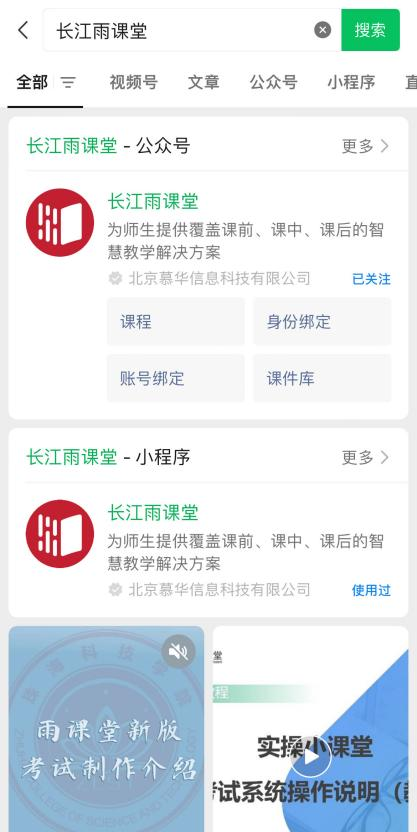 长江雨课堂
搜索
全部
视频号
文章
公众号
小程序
长江雨课堂 - 公众号
更多
长江雨课堂
为师生提供覆盖课前、课中、课后的智
慧教学解决方案
北京慕华信息科技有限公司
已关注
课程
身份绑定
账号绑定
课件库
长江雨课堂 - 小程序
更多
长江雨课堂
为师生提供覆盖课前、课中、课后的智
慧教学解决方案
北京慕华信息科技有限公司
使用过
雨课堂新版
考试制作介绍
实操小课堂
试系统操作说明